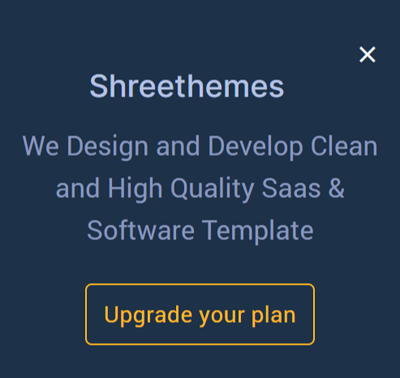 Shreethemes
We Design and Develop Clean
and High Quality Saas &
Software Template
Upgrade your plan